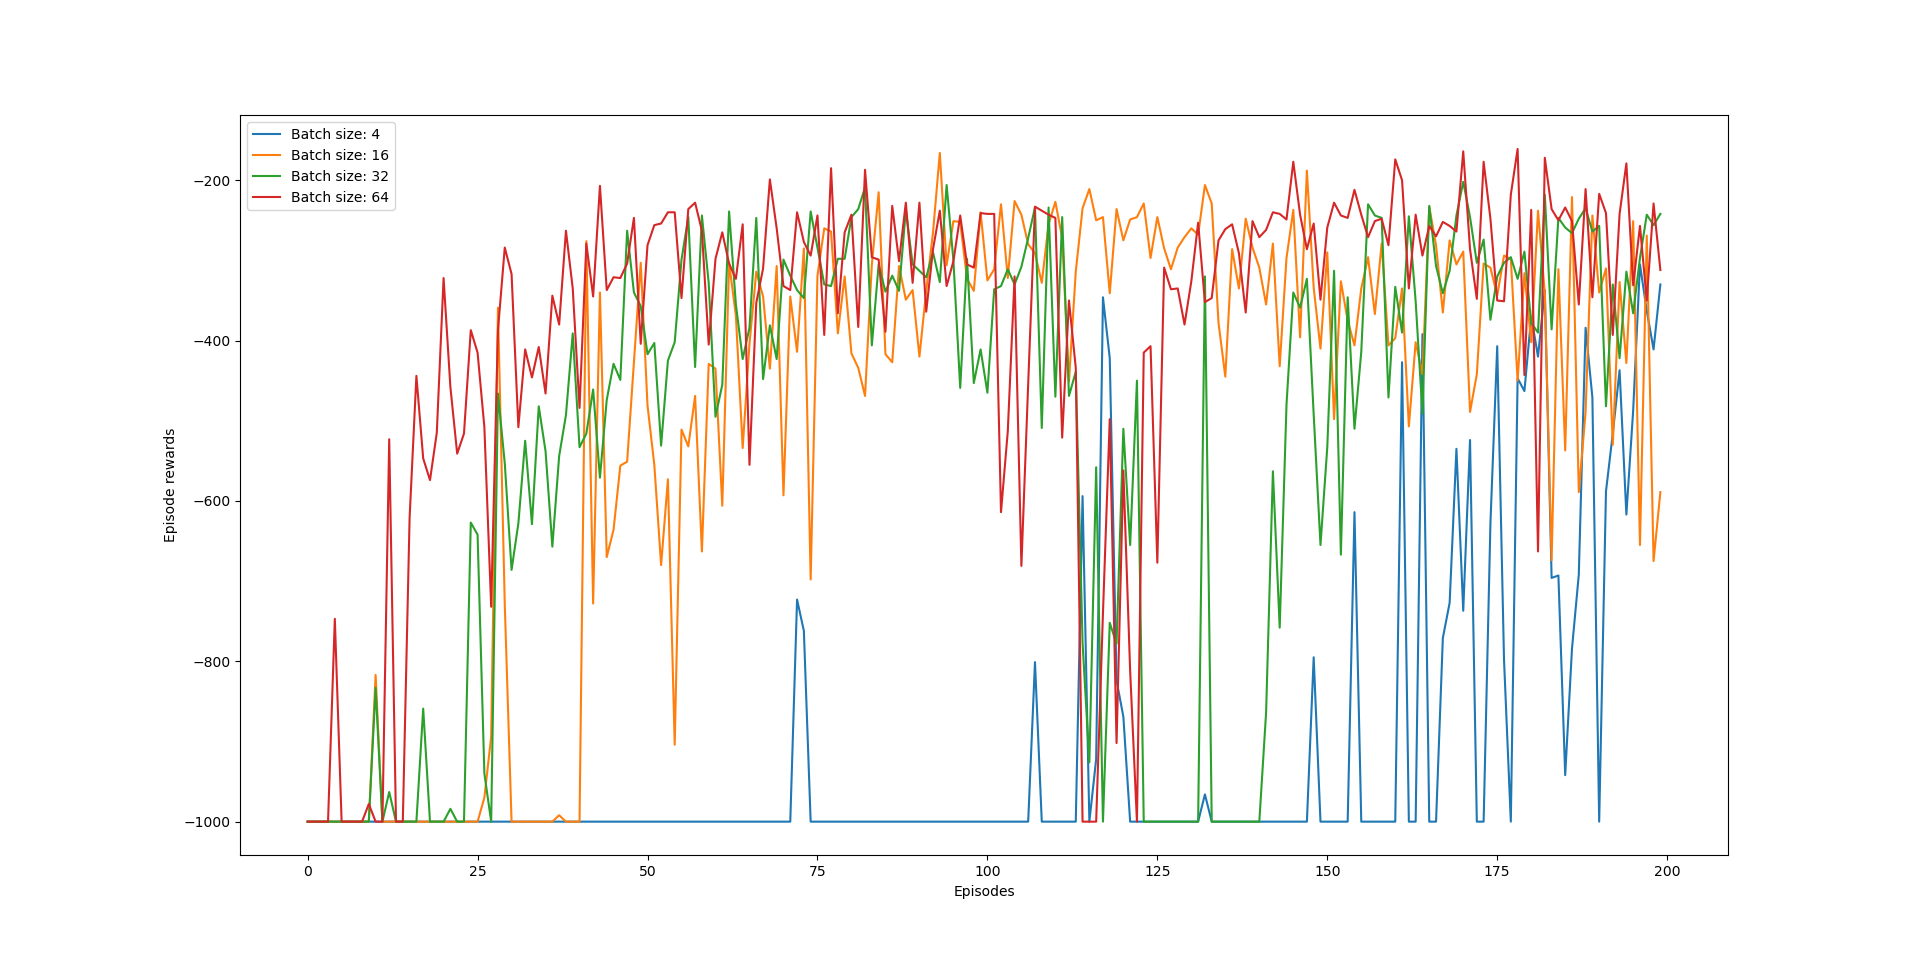 Batch size: 4
Batch size: 16
Batch size: 32
Batch size: 64
−200
−400
−600
−800
−1000
Episode rewards
0 25 50 75 100 125 150 175 200
Episodes